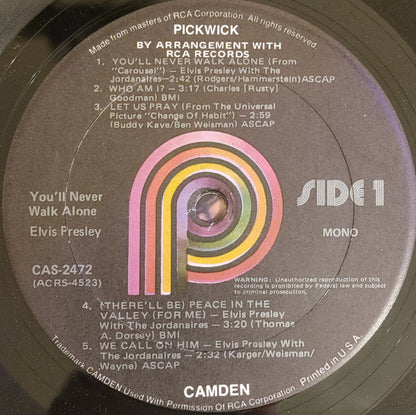 Made from masters of RCA Corporation. All rights reserved.
PICKWICK
BY ARRANGEMENT WITH
RCA RECORDS
1. YOU'LL NEVER WALK ALONE (From
"Carousel") – Elvis Presley With The
Jordanaires – 2:42 (Rodgers/Hammerstein) ASCAP
2. WHO AM I? – 3:17 (Charles [Rusty]
Goodman) BMI
3. LET US PRAY (From The Universal
Picture "Change Of Habit") – 2:59
(Buddy Kave/Ben Weisman) ASCAP
You'll Never
Walk Alone
Elvis Presley
SIDE 1
MONO
CAS-2472
(ACRS-4523)
WARNING: Unauthorized reproduction of this
recording is prohibited by Federal law and subject
to criminal prosecution.
4. (THERE'LL BE) PEACE IN THE
VALLEY (FOR ME) – Elvis Presley
With The Jordanaires – 3:20 (Thomas
A. Dorsey) BMI
5. WE CALL ON HIM – Elvis Presley With
The Jordanaires – 2:32 (Karger/Weisman/
Wayne) ASCAP
CAMDEN
Trademark CAMDEN Used With Permission Of RCA Corporation. Printed in U.S.A.